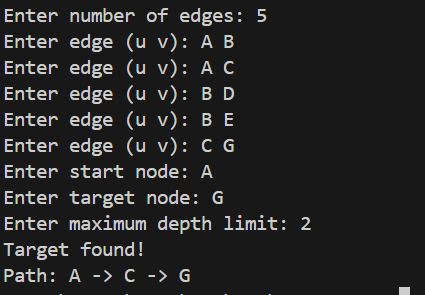 Enter number of edges: 5
Enter edge (u v): A B
Enter edge (u v): A C
Enter edge (u v): B D
Enter edge (u v): B E
Enter edge (u v): C G
Enter start node: A
Enter target node: G
Enter maximum depth limit: 2
Target found!
Path: A -> C -> G